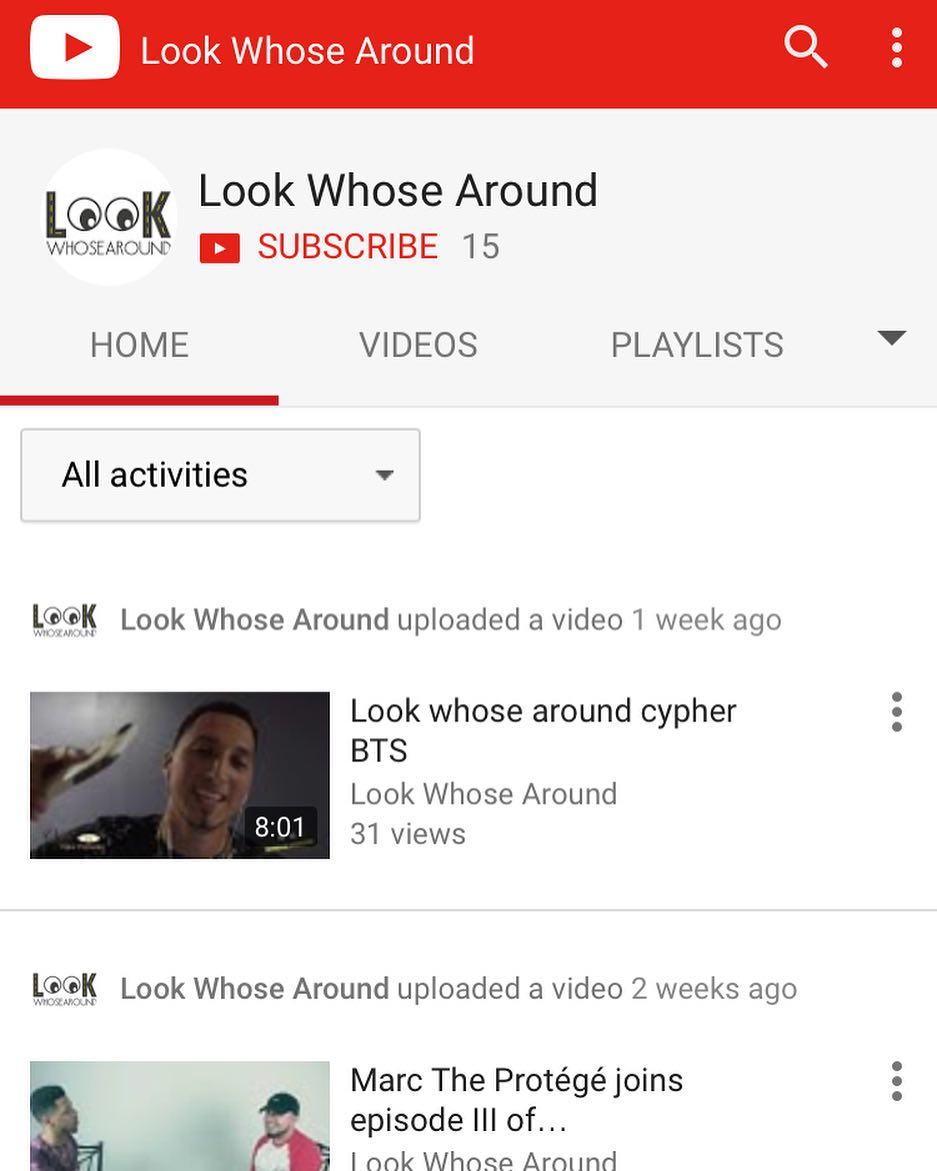 Look Whose Around
LOOK
WHOSEAROUND
Look Whose Around
SUBSCRIBE 15
HOME VIDEOS PLAYLISTS
All activities
LOOK
WHOSEAROUND
Look Whose Around uploaded a video 1 week ago
Look whose around cypher
BTS
Look Whose Around
31 views
8:01
LOOK
WHOSEAROUND
Look Whose Around uploaded a video 2 weeks ago
Marc The Protégé joins
episode III of...
Look Whose Around